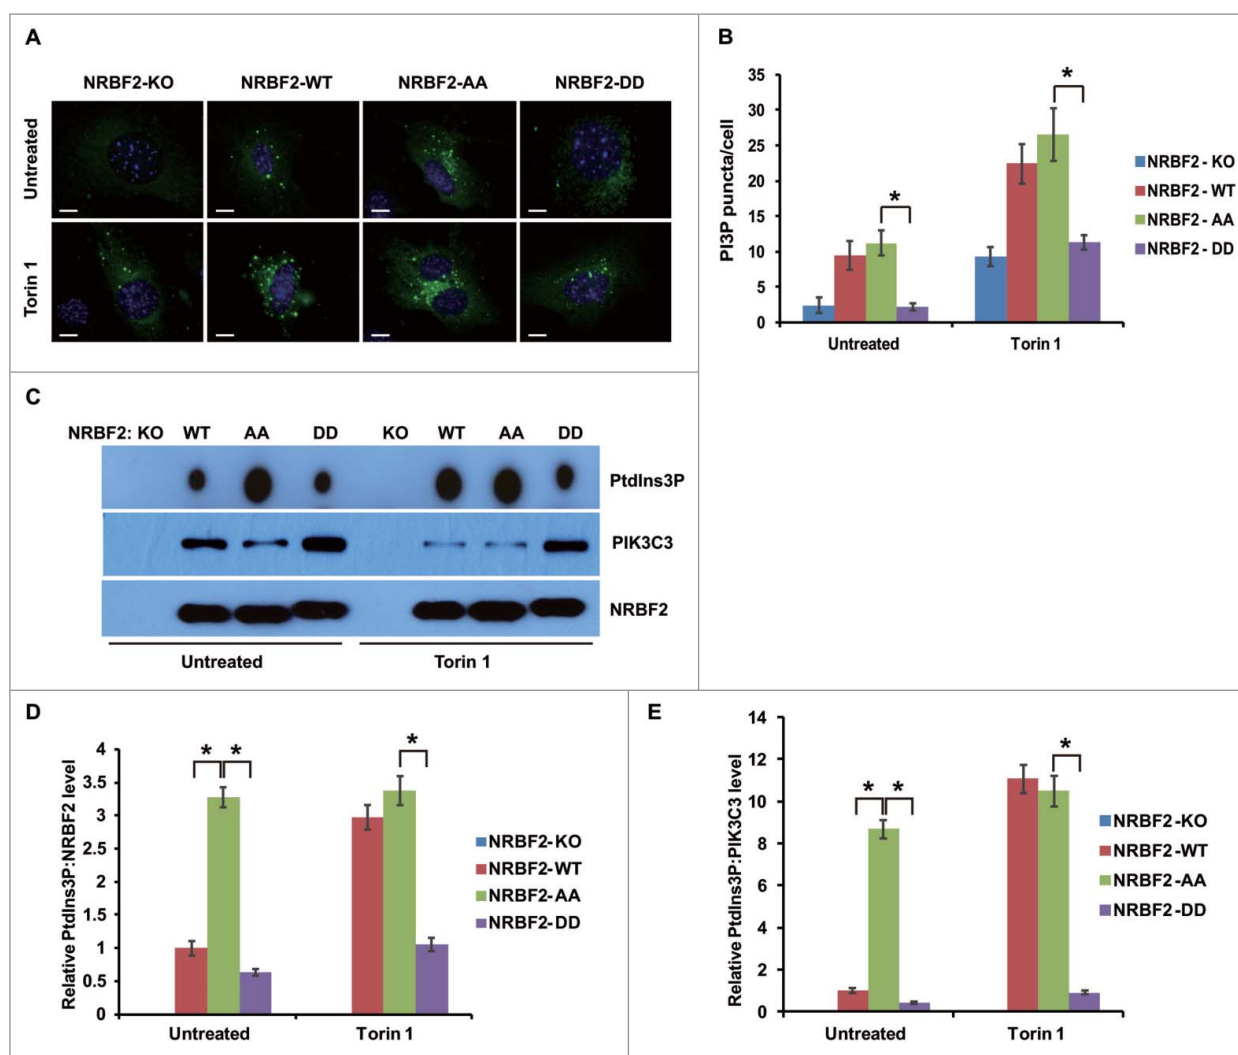 A
NRBF2-KO NRBF2-WT NRBF2-AA NRBF2-DD
Untreated
Torin 1
B
PI3P puncta/cell
35
30
25
20
15
10
5
0
*
*
Untreated Torin 1
NRBF2 - KO
NRBF2 - WT
NRBF2 - AA
NRBF2 - DD
C
NRBF2: KO WT AA DD KO WT AA DD
PtdIns3P
PIK3C3
NRBF2
Untreated Torin 1
D
Relative PtdIns3P:NRBF2 level
4
3.5
3
2.5
2
1.5
1
0.5
0
* * *
Untreated Torin 1
NRBF2-KO
NRBF2-WT
NRBF2-AA
NRBF2-DD
E
Relative PtdIns3P:PIK3C3 level
14
12
10
8
6
4
2
0
* * *
Untreated Torin 1
NRBF2-KO
NRBF2-WT
NRBF2-AA
NRBF2-DD